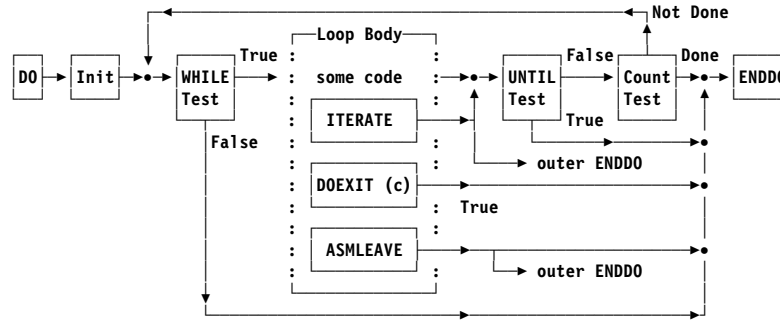 Not Done
Loop Body
True
False
Done
DO
Init
WHILE
Test
some code
UNTIL
Test
Count
Test
ENDDO
ITERATE
True
False
outer ENDDO
DOEXIT (c)
True
ASMLEAVE
outer ENDDO